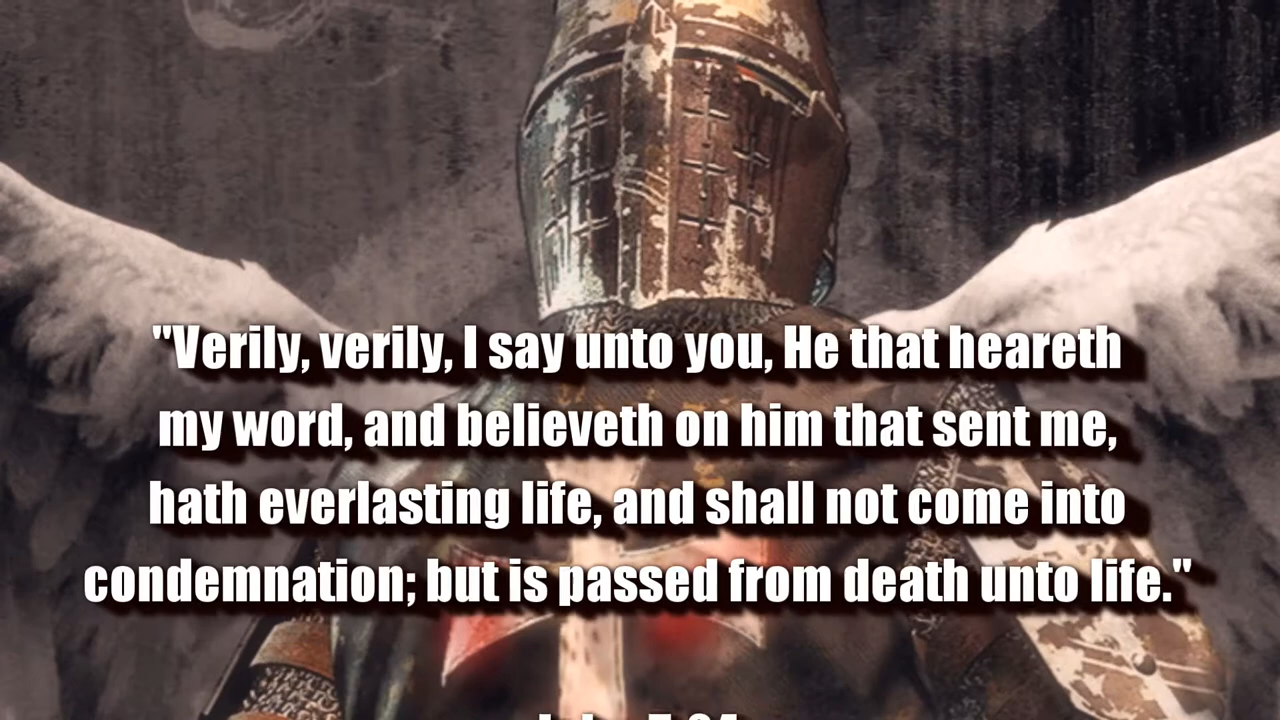 "Verily, verily, I say unto you, He that heareth
my word, and believeth on him that sent me,
hath everlasting life, and shall not come into
condemnation; but is passed from death unto life."